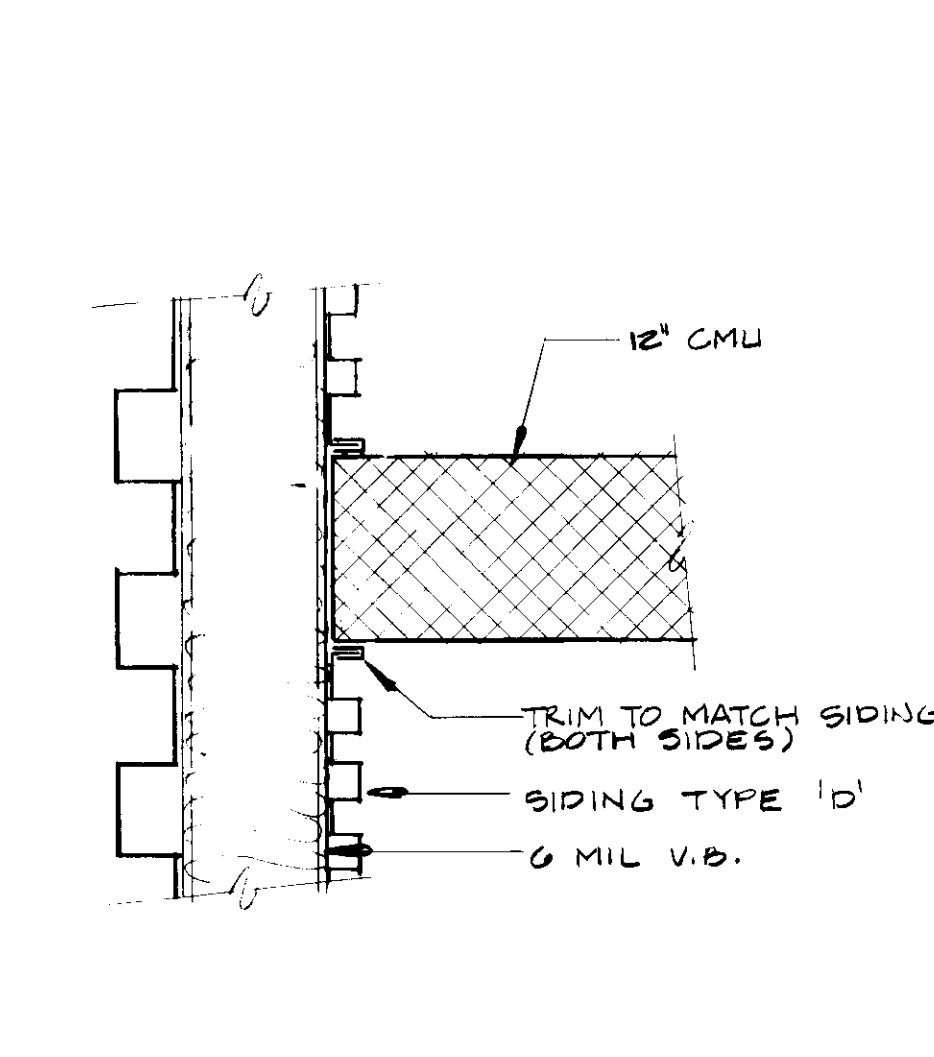 12" CMU
TRIM TO MATCH SIDING
(BOTH SIDES)
SIDING TYPE 'D'
6 MIL V.B.